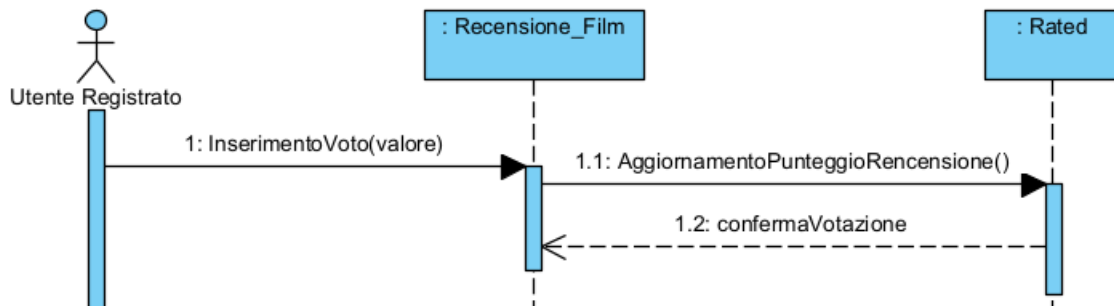 : Recensione_Film
: Rated
Utente Registrato
1: InserimentoVoto(valore)
1.1: AggiornamentoPunteggioRencensione()
1.2: confermaVotazione